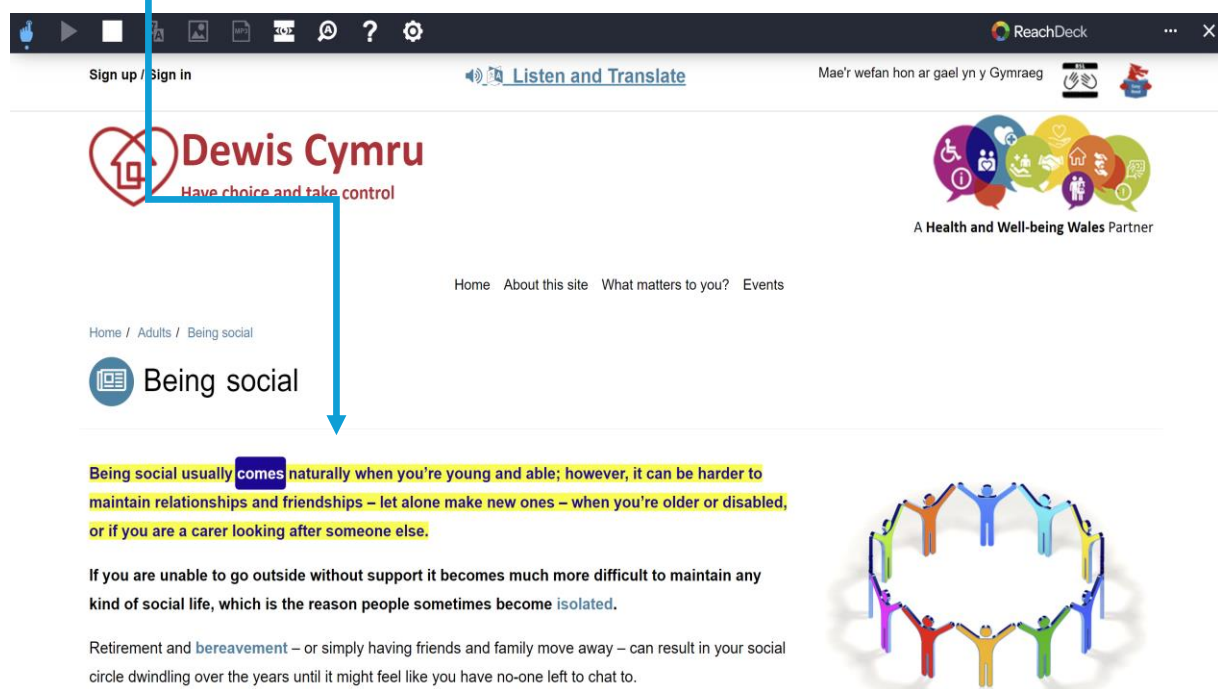 MP3
?
ReachDeck
...
Sign up / Sign in
Listen and Translate
Mae'r wefan hon ar gael yn y Gymraeg
BSL
Dewis Cymru
Have choice and take control
A Health and Well-being Wales Partner
Home About this site What matters to you? Events
Home / Adults / Being social
Being social
Being social usually comes naturally when you're young and able; however, it can be harder to
maintain relationships and friendships – let alone make new ones – when you're older or disabled,
or if you are a carer looking after someone else.
If you are unable to go outside without support it becomes much more difficult to maintain any
kind of social life, which is the reason people sometimes become isolated.
Retirement and bereavement – or simply having friends and family move away – can result in your social
circle dwindling over the years until it might feel like you have no-one left to chat to.